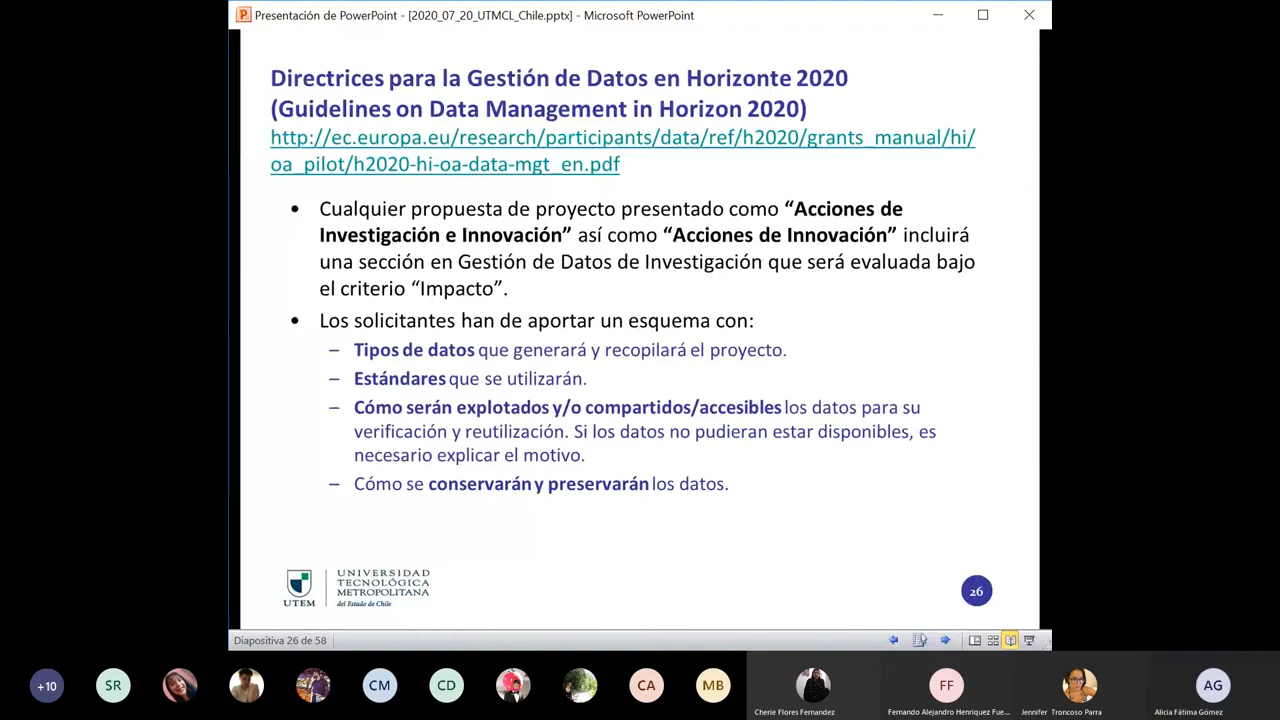 Presentación de PowerPoint - [2020_07_20_UTMCL_Chile.pptx] - Microsoft PowerPoint
Directrices para la Gestión de Datos en Horizonte 2020
(Guidelines on Data Management in Horizon 2020)
http://ec.europa.eu/research/participants/data/ref/h2020/grants_manual/hi/
oa_pilot/h2020-hi-oa-data-mgt_en.pdf
• Cualquier propuesta de proyecto presentado como “Acciones de
Investigación e Innovación” así como “Acciones de Innovación” incluirá
una sección en Gestión de Datos de Investigación que será evaluada bajo
el criterio “Impacto”.
• Los solicitantes han de aportar un esquema con:
– Tipos de datos que generará y recopilará el proyecto.
– Estándares que se utilizarán.
– Cómo serán explotados y/o compartidos/accesibles los datos para su
verificación y reutilización. Si los datos no pudieran estar disponibles, es
necesario explicar el motivo.
– Cómo se conservarán y preservarán los datos.
UTEM
UNIVERSIDAD
TECNOLÓGICA
METROPOLITANA
del Estado de Chile
26
Diapositiva 26 de 58
+10
SR
CM
CD
CA
MB
FF
AG
Cherie Flores Fernandez
Fernando Alejandro Henriquez Fue...
Jennifer Troncoso Parra
Alicia Fátima Gómez